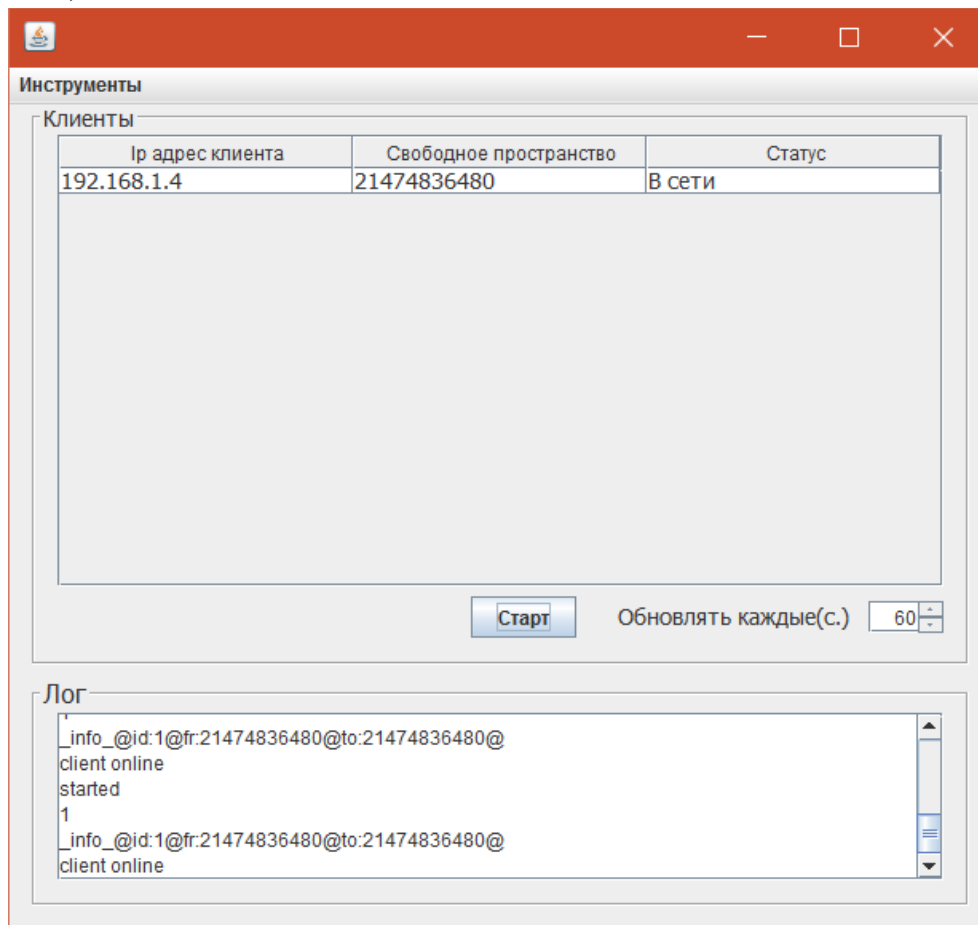 Инструменты
Клиенты
Ip адрес клиента Свободное пространство Статус
192.168.1.4 21474836480 В сети
Старт Обновлять каждые(с.) 60
Лог
_info_@id:1@fr:21474836480@to:21474836480@
client online
started
1
_info_@id:1@fr:21474836480@to:21474836480@
client online